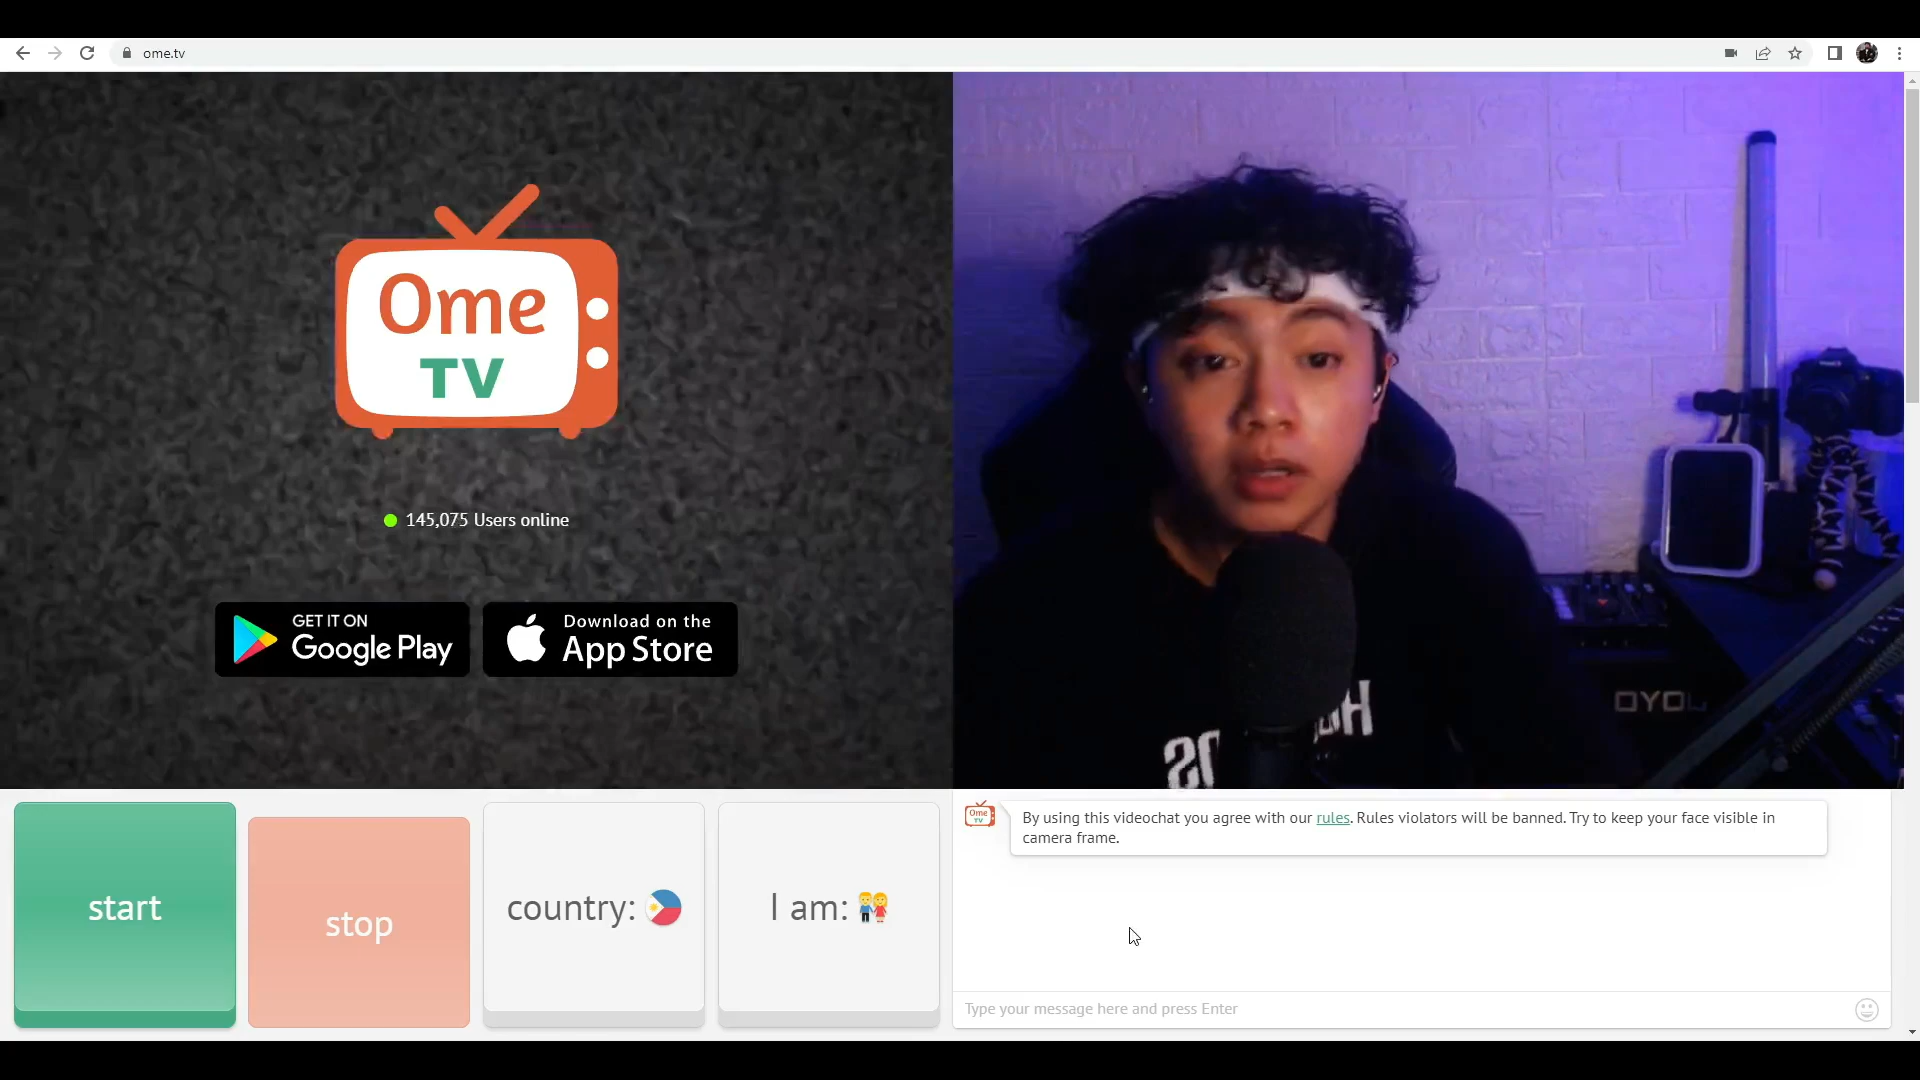 ome.tv
Ome
TV
145,075 Users online
GET IT ON
Google Play
Download on the
App Store
start
stop
country:
I am:
Ome
TV
By using this videochat you agree with our rules. Rules violators will be banned. Try to keep your face visible in
camera frame.
Type your message here and press Enter